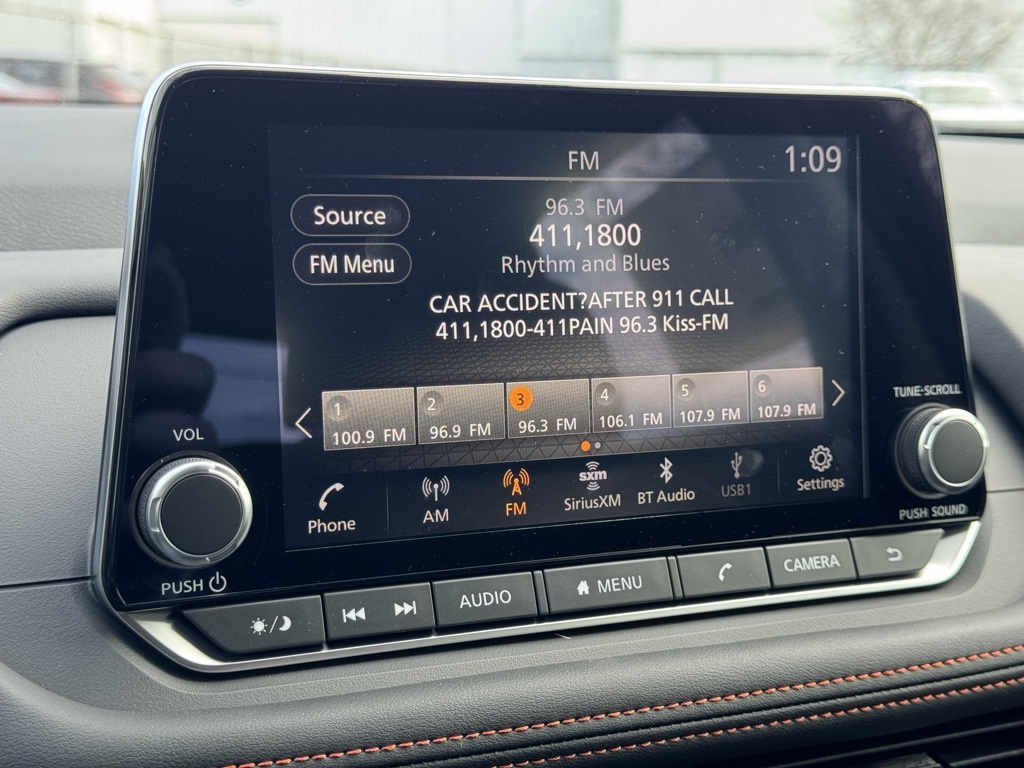 FM
1:09
Source
FM Menu
96.3 FM
411,1800
Rhythm and Blues
CAR ACCIDENT?AFTER 911 CALL
411,1800-411PAIN 96.3 Kiss-FM
1
100.9 FM
2
96.9 FM
3
96.3 FM
4
106.1 FM
5
107.9 FM
6
107.9 FM
Phone
AM
FM
sxm
SiriusXM
BT Audio
USB1
Settings
VOL
PUSH
TUNE·SCROLL
PUSH SOUND
AUDIO
MENU
CAMERA